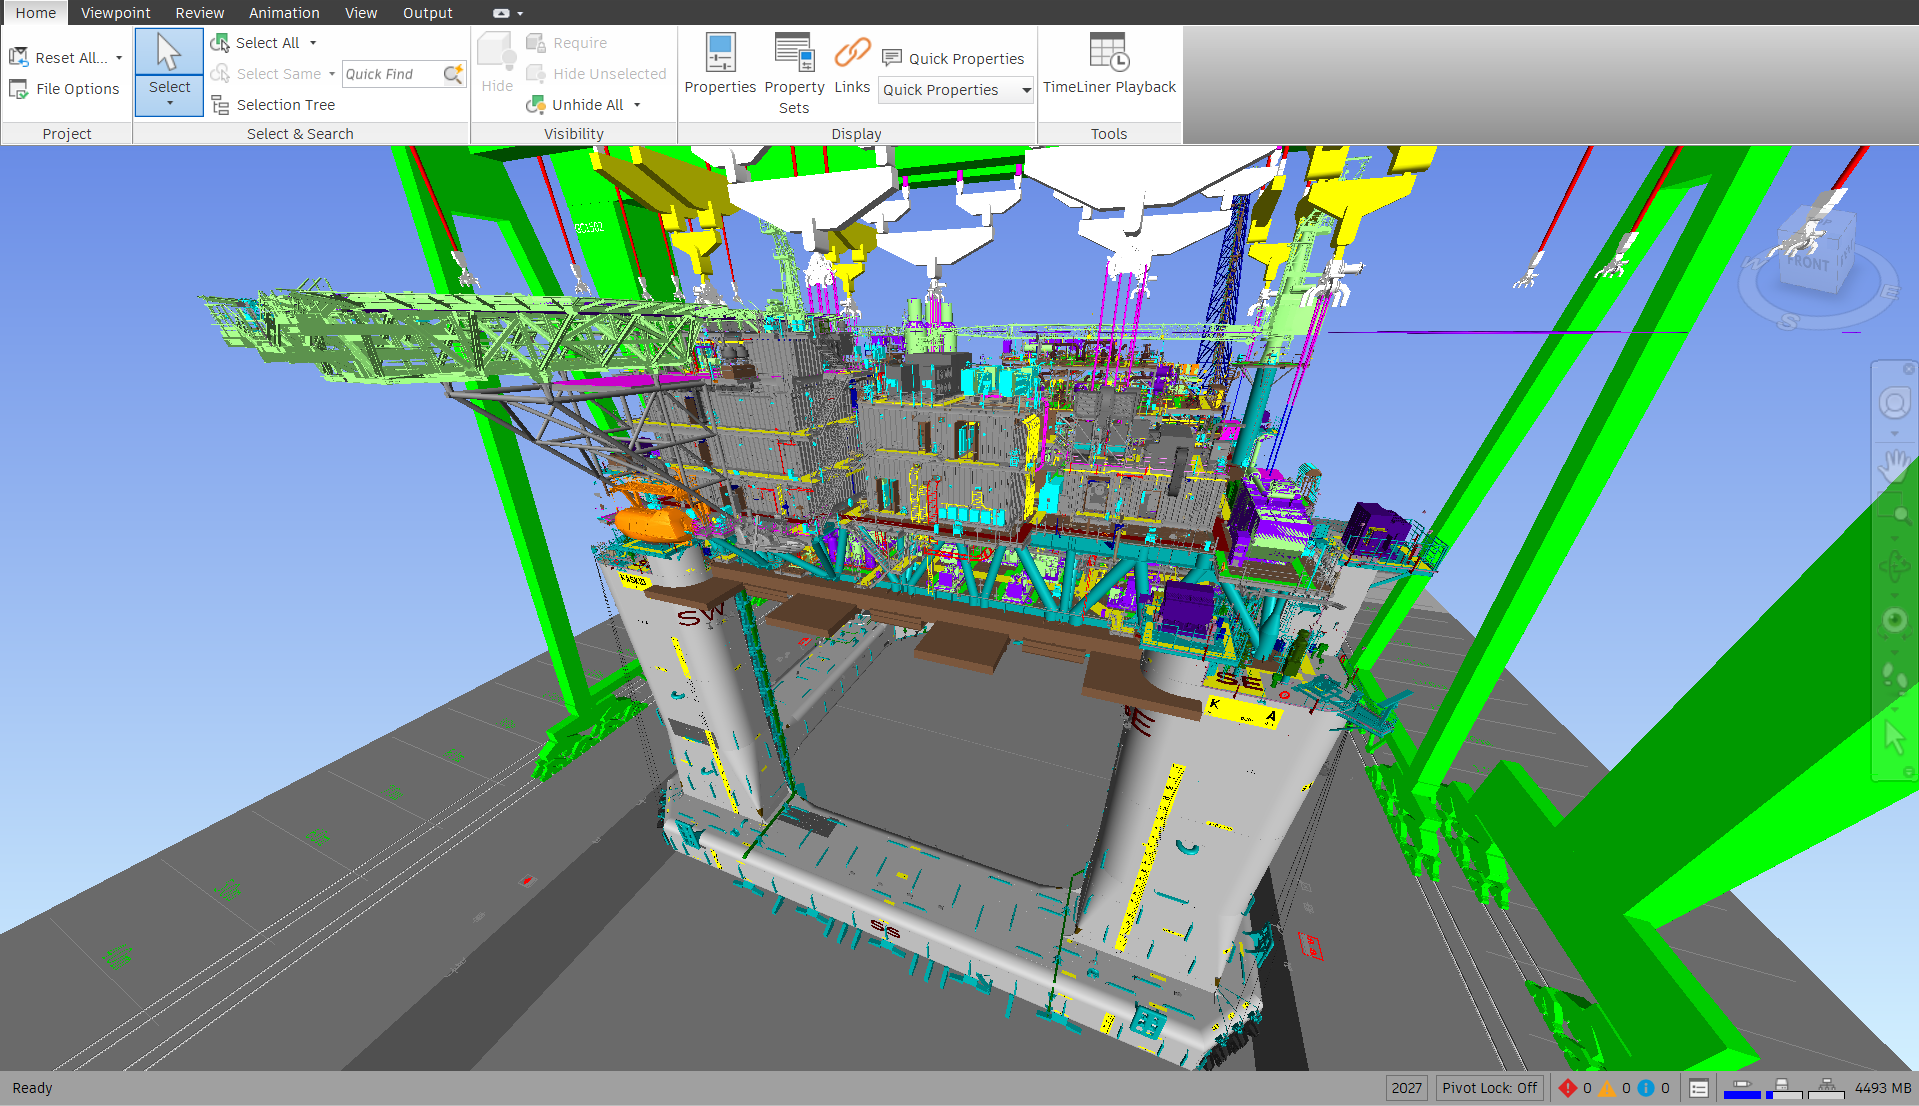 Home Viewpoint Review Animation View Output
Reset All...
File Options
Project
Select
Select All
Select Same
Selection Tree
Quick Find
Select & Search
Hide
Require
Hide Unselected
Unhide All
Visibility
Properties
Property
Sets
Links
Quick Properties
Quick Properties
Display
TimeLiner Playback
Tools
FRONT
W
S
E
SW
SE
E
K A
SS
Ready
2027
Pivot Lock: Off
0
0
0
4493 MB